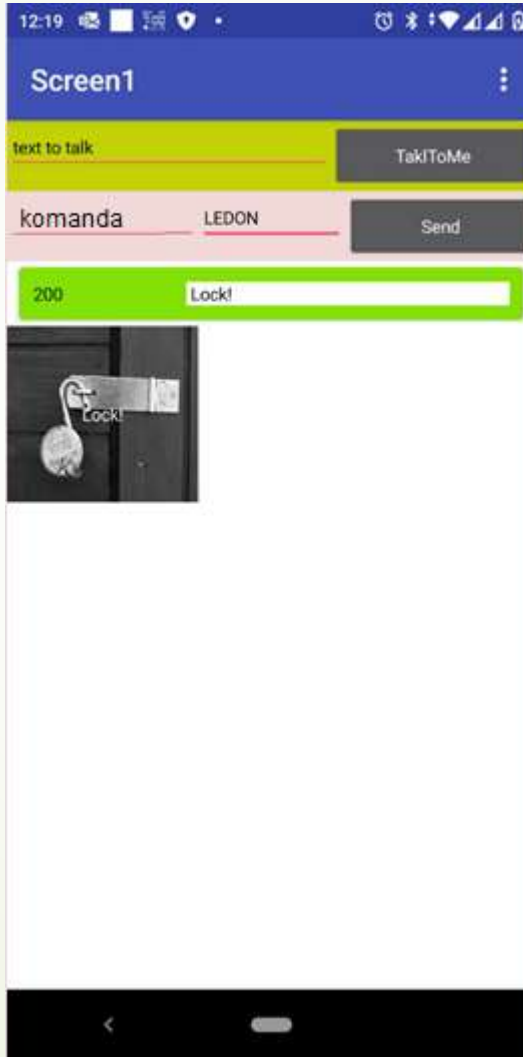 12:19
Screen1
text to talk
TaklToMe
komanda LEDON
Send
200 Lock!
Lock!